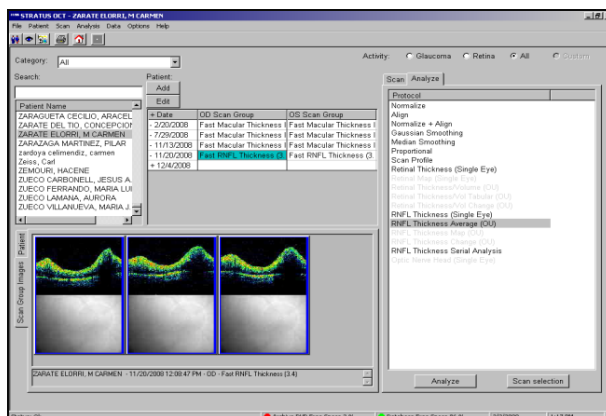 STRATUS OCT - ZARATE ELORRI, M CARMEN
File Patient Scan Analysis Data Options Help
Activity: Glaucoma Retina All Custom
Category: All
Search: Patient: Scan Analyze
Add Protocol
Edit
Patient Name
ZARAGUETA CECILIO, ARACEL
ZARATE DEL TIO, CONCEPCION
ZARATE ELORRI, M CARMEN
ZARAZAGA MARTINEZ, PILAR
zardoya celimendiz, carmen
Zeiss, Carl
ZEMOURI, HACENE
ZUECO CARBONELL, JESUS A.
ZUECO FERRANDO, MARIA LUI
ZUECO LAMANA, AURORA
ZUECO VILLANUEVA, MARIA J.
+ Date OD Scan Group OS Scan Group
- 2/20/2008 Fast Macular Thickness Fast Macular Thickness
- 7/29/2008 Fast Macular Thickness Fast Macular Thickness
- 11/13/2008 Fast Macular Thickness Fast Macular Thickness
- 11/20/2008 Fast RNFL Thickness (3. Fast RNFL Thickness (3.
+ 12/4/2008
Normalize
Align
Normalize + Align
Gaussian Smoothing
Median Smoothing
Proportional
Scan Profile
Retinal Thickness (Single Eye)
Retinal Map (Single Eye)
Retinal Thickness/Volume (OU)
Retinal Thickness/Vol Tabular (OU)
Retinal Thickness/Vol Change (OU)
RNFL Thickness (Single Eye)
RNFL Thickness Average (OU)
RNFL Thickness Map (OU)
RNFL Thickness Change (OU)
RNFL Thickness Serial Analysis
Optic Nerve Head (Single Eye)
Patient
Scan Group Images
ZARATE ELORRI, M CARMEN - 11/20/2008 12:08:47 PM - OD - Fast RNFL Thickness (3.4)
Analyze Scan selection